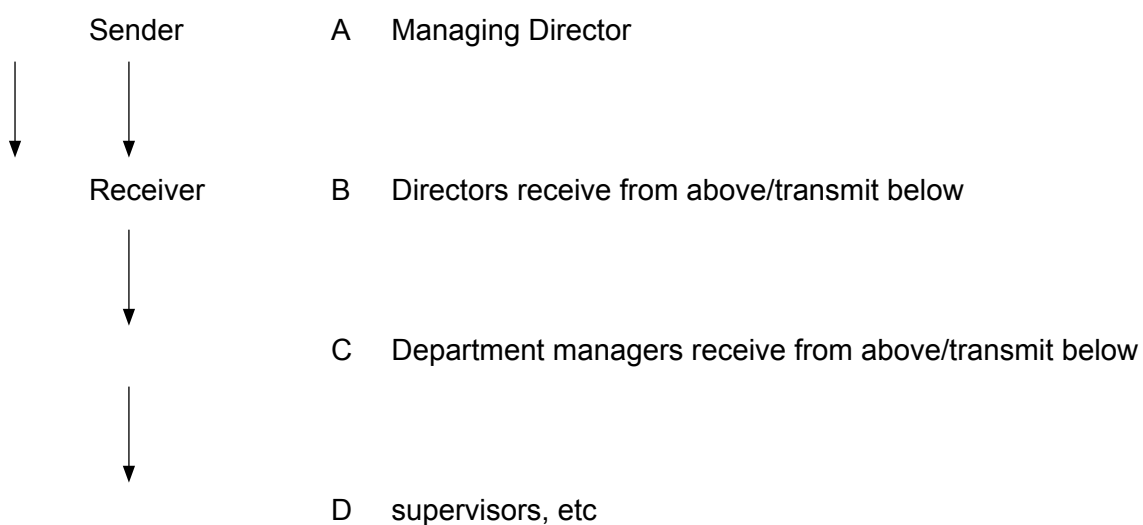 Sender A Managing Director
Receiver B Directors receive from above/transmit below
C Department managers receive from above/transmit below
D supervisors, etc